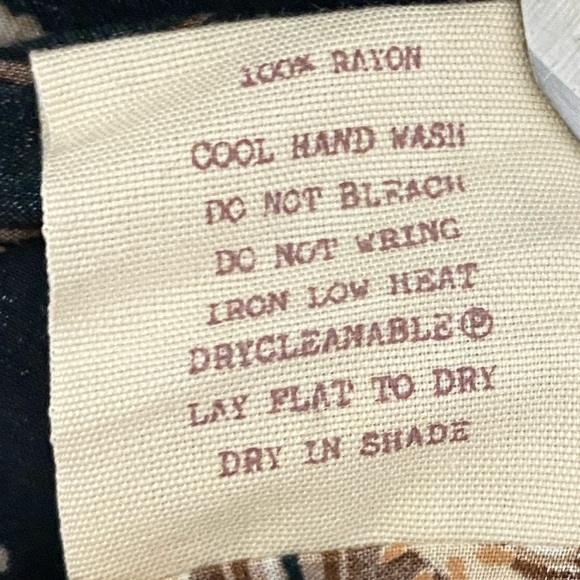 100% RAYON
COOL HAND WASH
DO NOT BLEACH
DO NOT WRING
IRON LOW HEAT
DRYCLEANABLE Ⓟ
LAY FLAT TO DRY
DRY IN SHADE